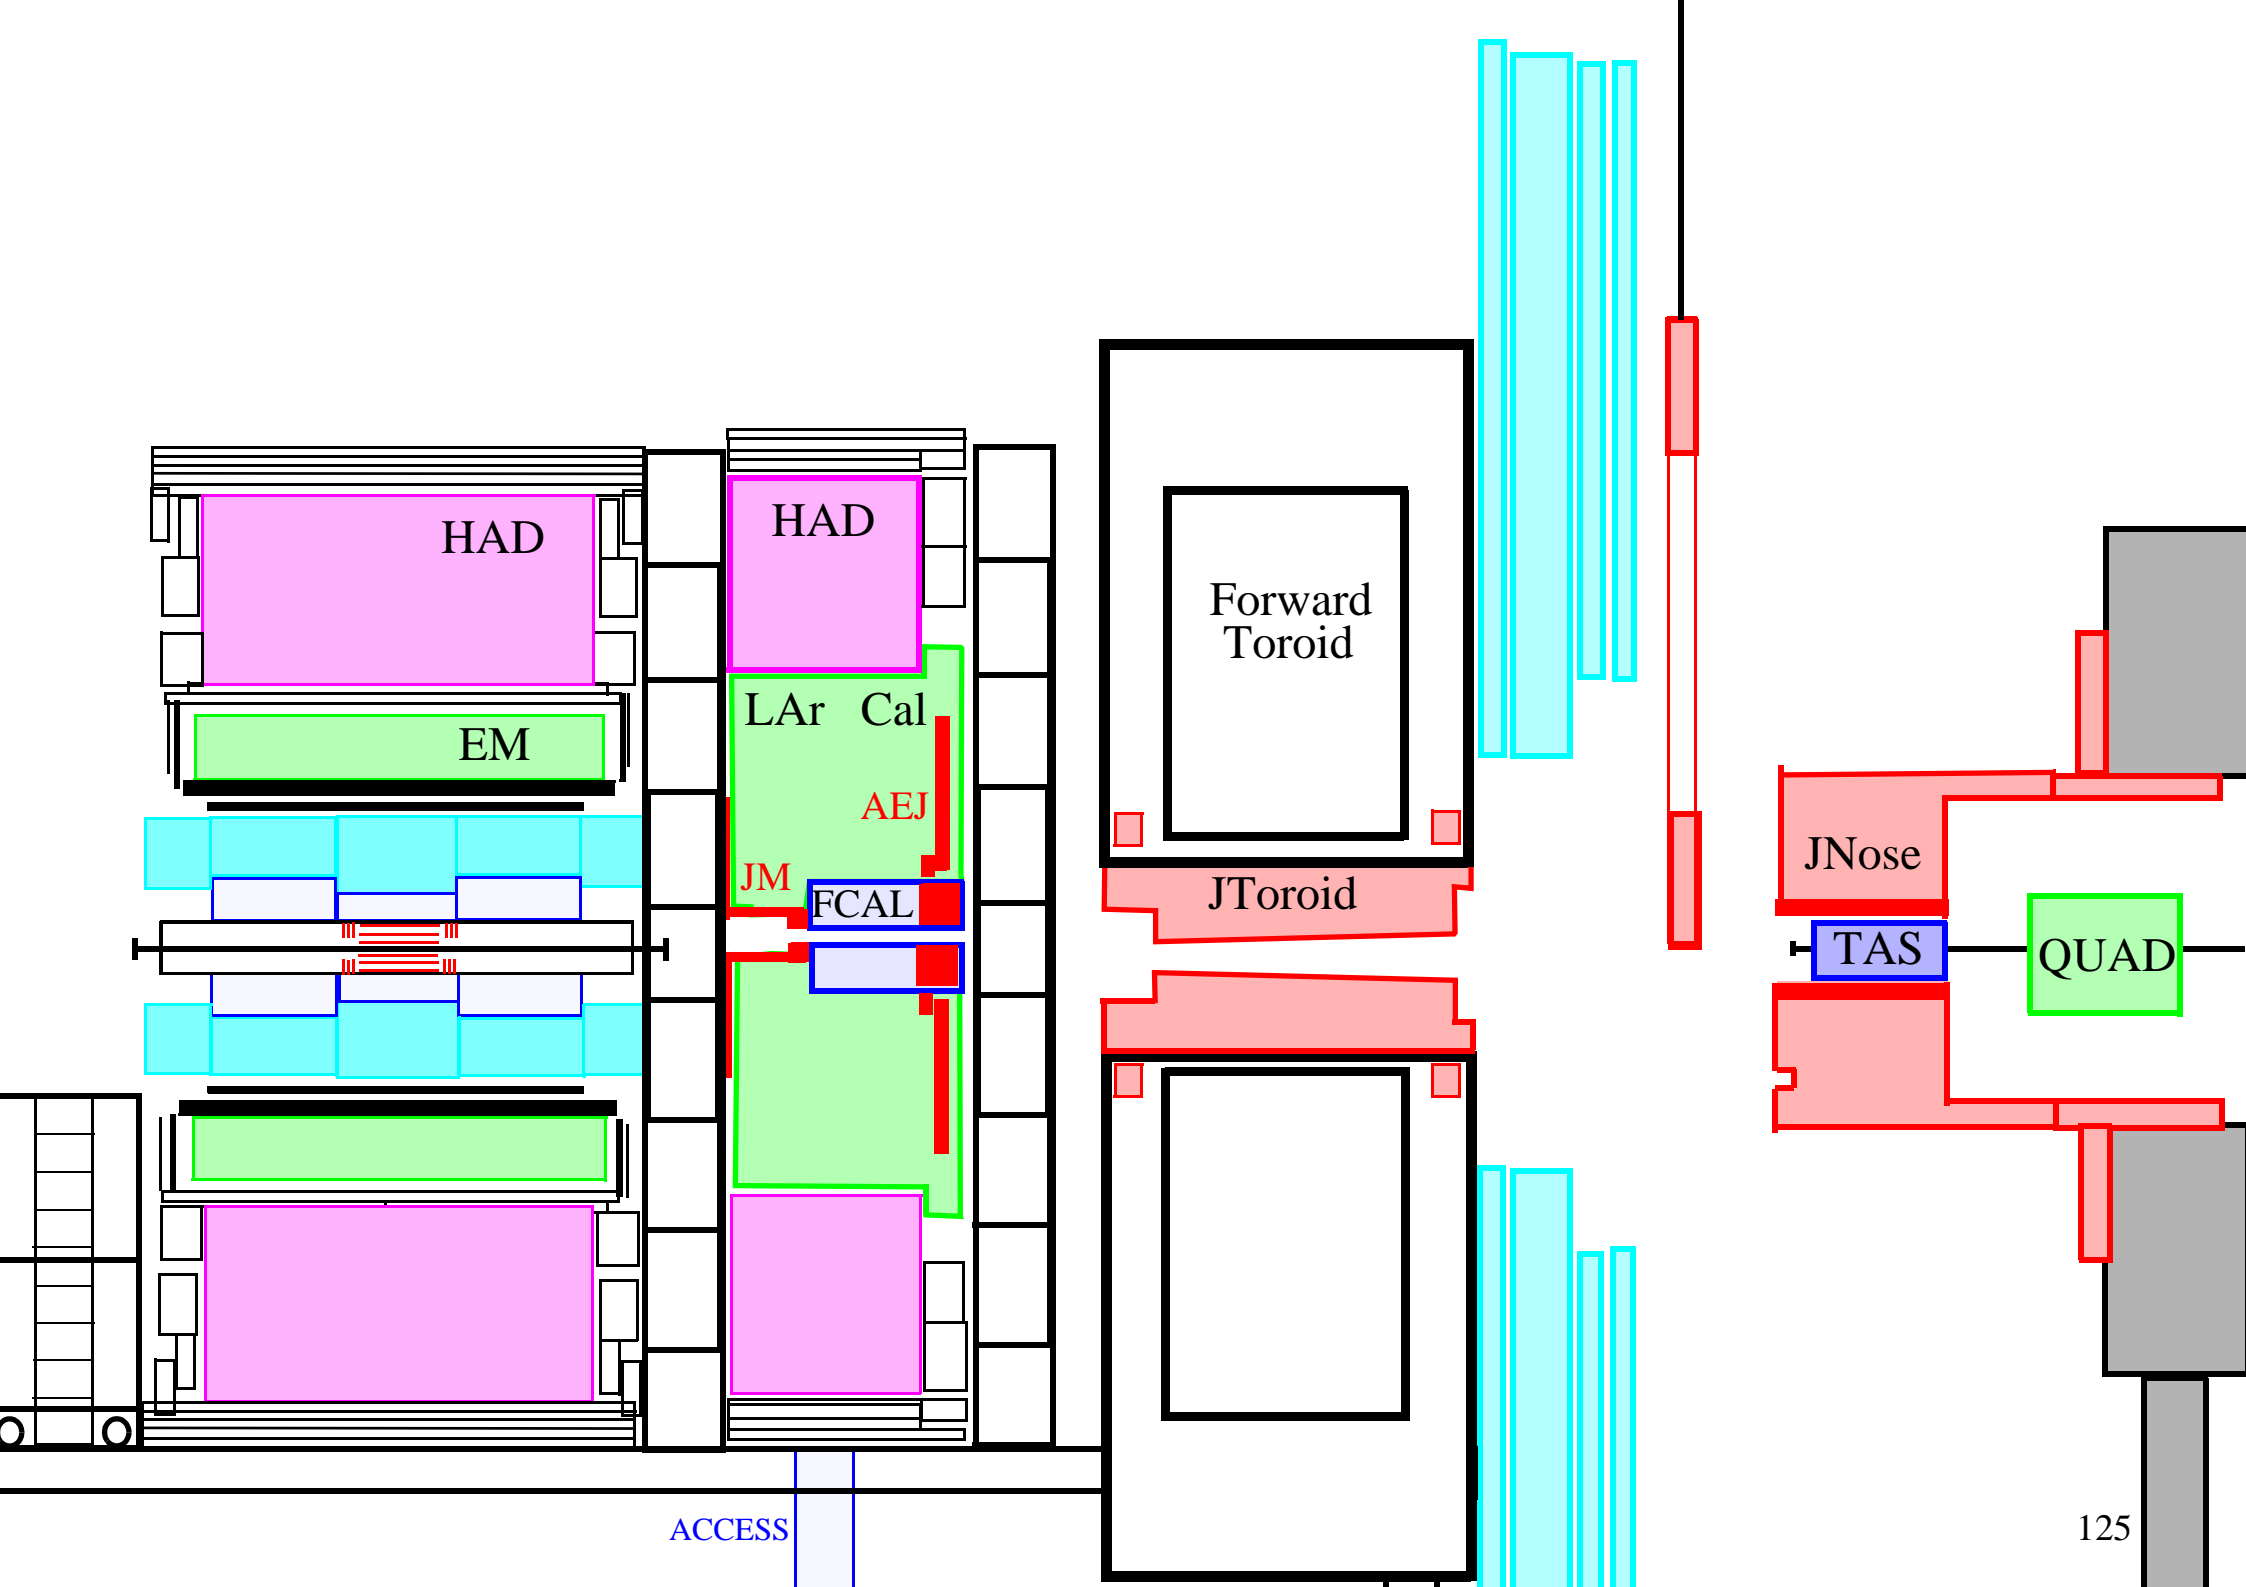 HAD
HAD
Forward
Toroid
LAr Cal
EM
AEJ
JM
FCAL
JToroid
JNose
TAS
QUAD
ACCESS
125